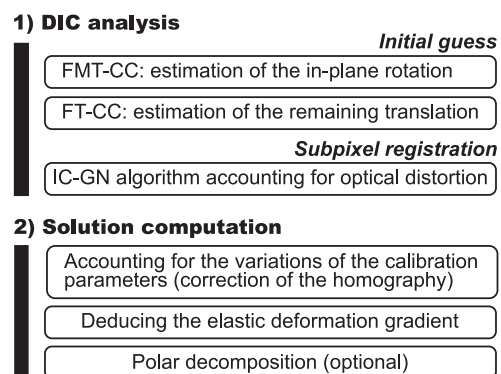 1) DIC analysis
Initial guess
FMT-CC: estimation of the in-plane rotation
FT-CC: estimation of the remaining translation
Subpixel registration
IC-GN algorithm accounting for optical distortion
2) Solution computation
Accounting for the variations of the calibration
parameters (correction of the homography)
Deducing the elastic deformation gradient
Polar decomposition (optional)